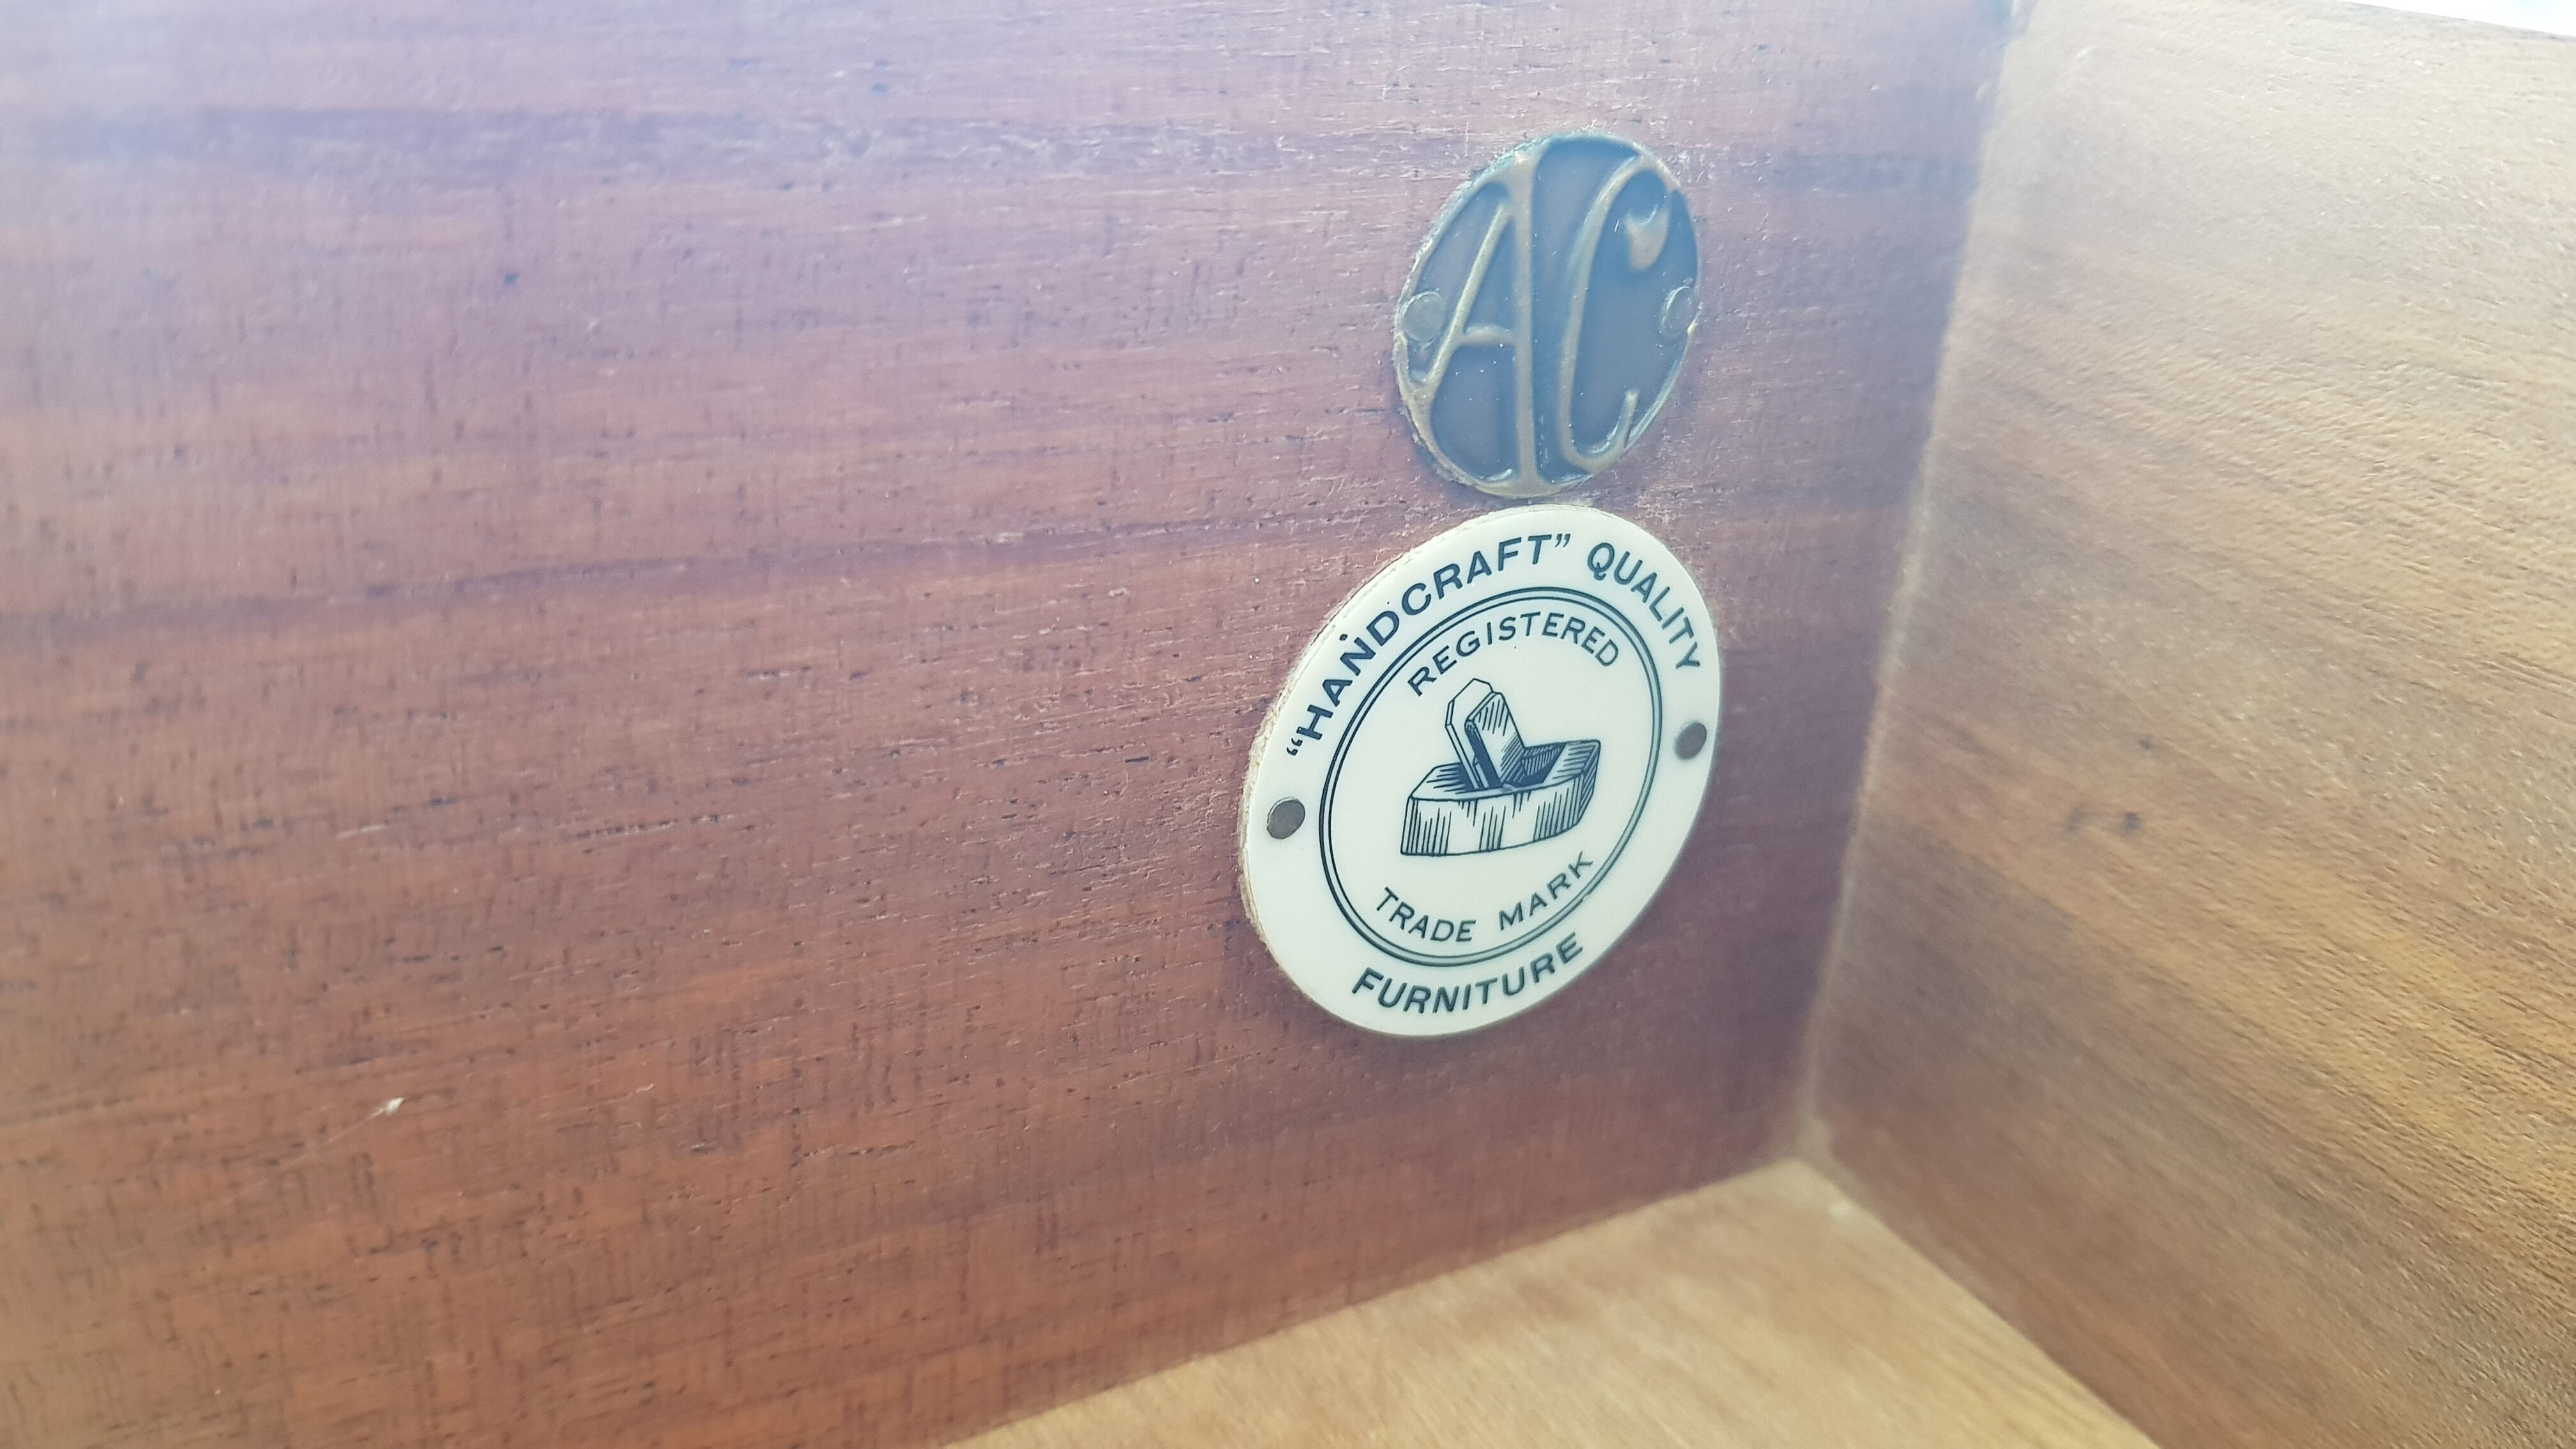 AC
"HANDCRAFT" QUALITY
REGISTERED
TRADE MARK
FURNITURE